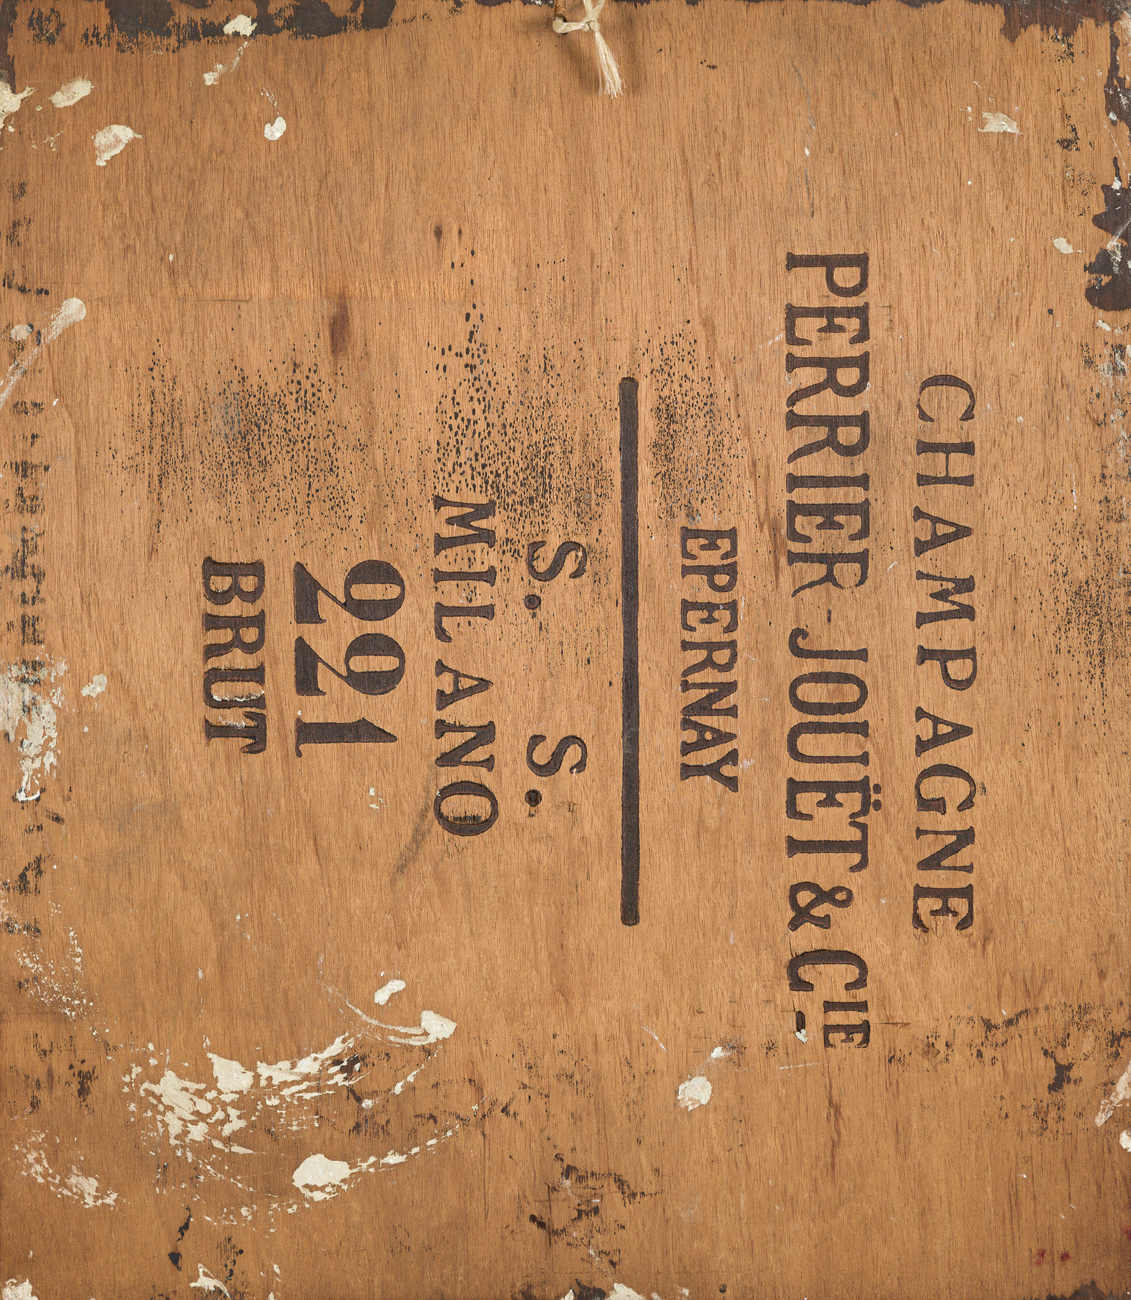 CHAMPAGNE
PERRIER-JOUËT & CIE
EPERNAY
S. S.
MILANO
221
BRUT